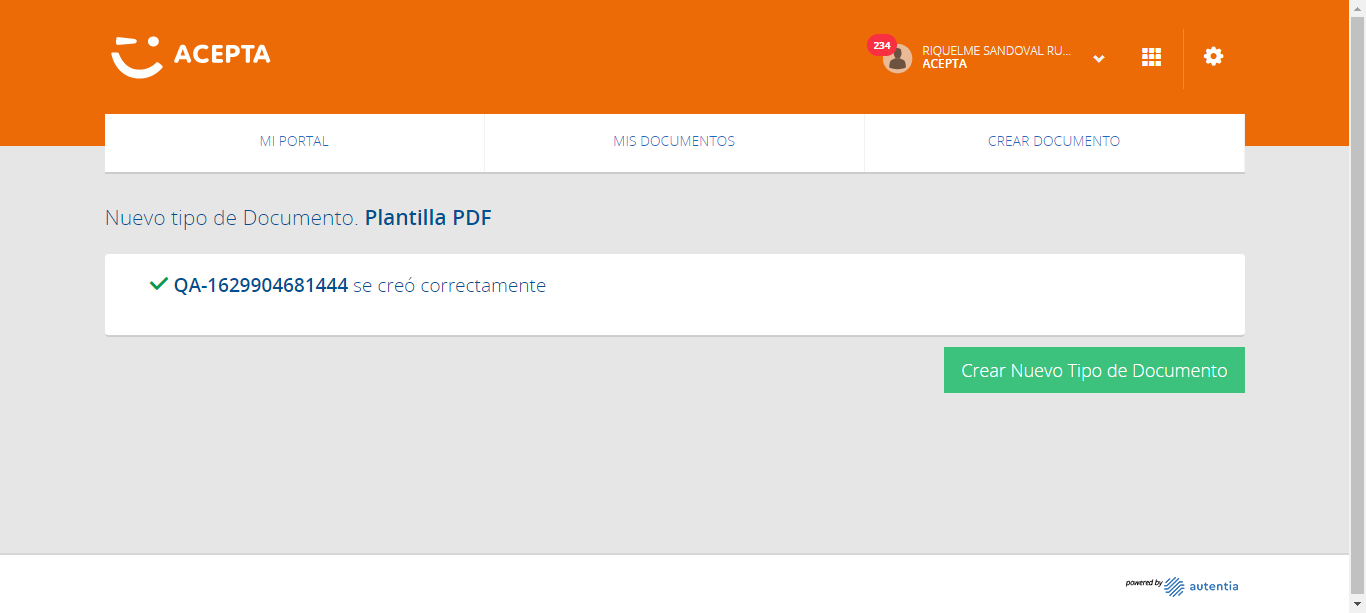 ACEPTA
234
RIQUELME SANDOVAL RU...
ACEPTA
MI PORTAL
MIS DOCUMENTOS
CREAR DOCUMENTO
Nuevo tipo de Documento. Plantilla PDF
QA-1629904681444 se creó correctamente
Crear Nuevo Tipo de Documento
powered by autentia